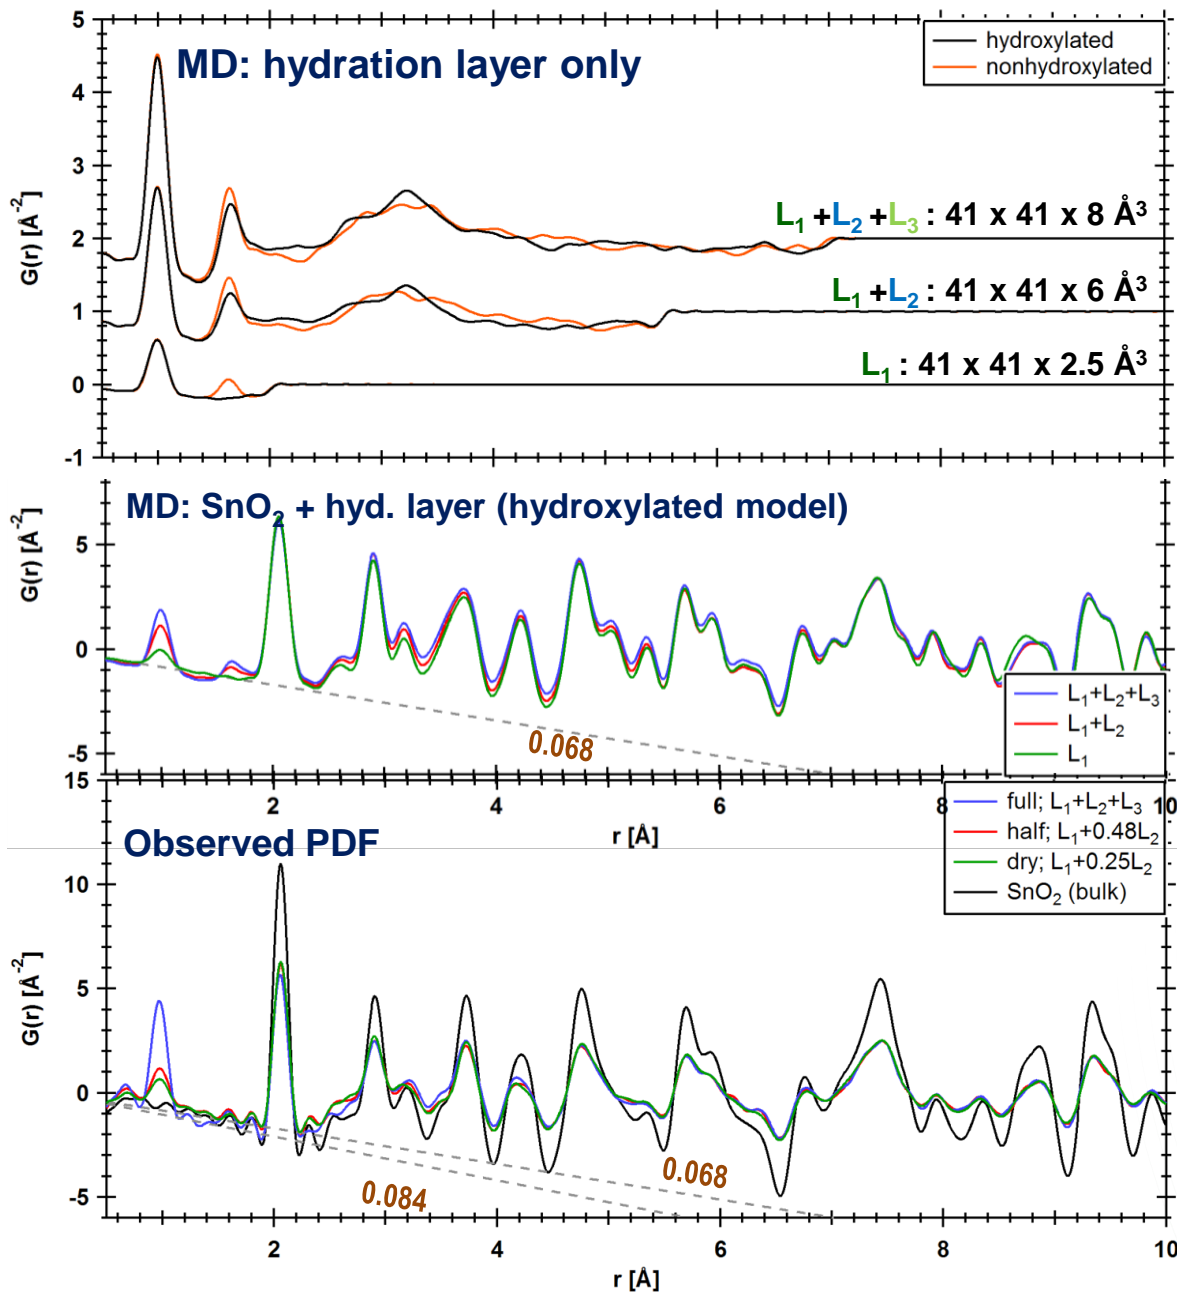 5
4
3
2
1
0
-1
G(r) [Å⁻²]
MD: hydration layer only
hydroxylated
nonhydroxylated
L₁ +L₂ +L₃ : 41 x 41 x 8 Å³
L₁ +L₂ : 41 x 41 x 6 Å³
L₁ : 41 x 41 x 2.5 Å³
MD: SnO₂ + hyd. layer (hydroxylated model)
5
0
-5
G(r) [Å⁻²]
0.068
L₁+L₂+L₃
L₁+L₂
L₁
2 4 6 8 10
r [Å]
Observed PDF
15
10
5
0
-5
G(r) [Å⁻²]
full; L₁+L₂+L₃
half; L₁+0.48L₂
dry; L₁+0.25L₂
SnO₂ (bulk)
0.068
0.084
2 4 6 8 10
r [Å]